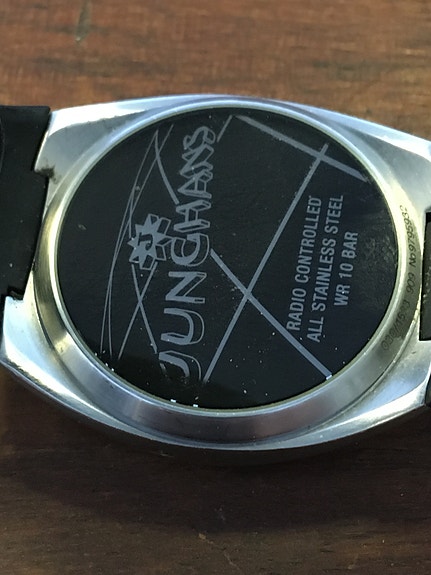 JUNGHANS
RADIO CONTROLLED
ALL STAINLESS STEEL
WR 10 BAR